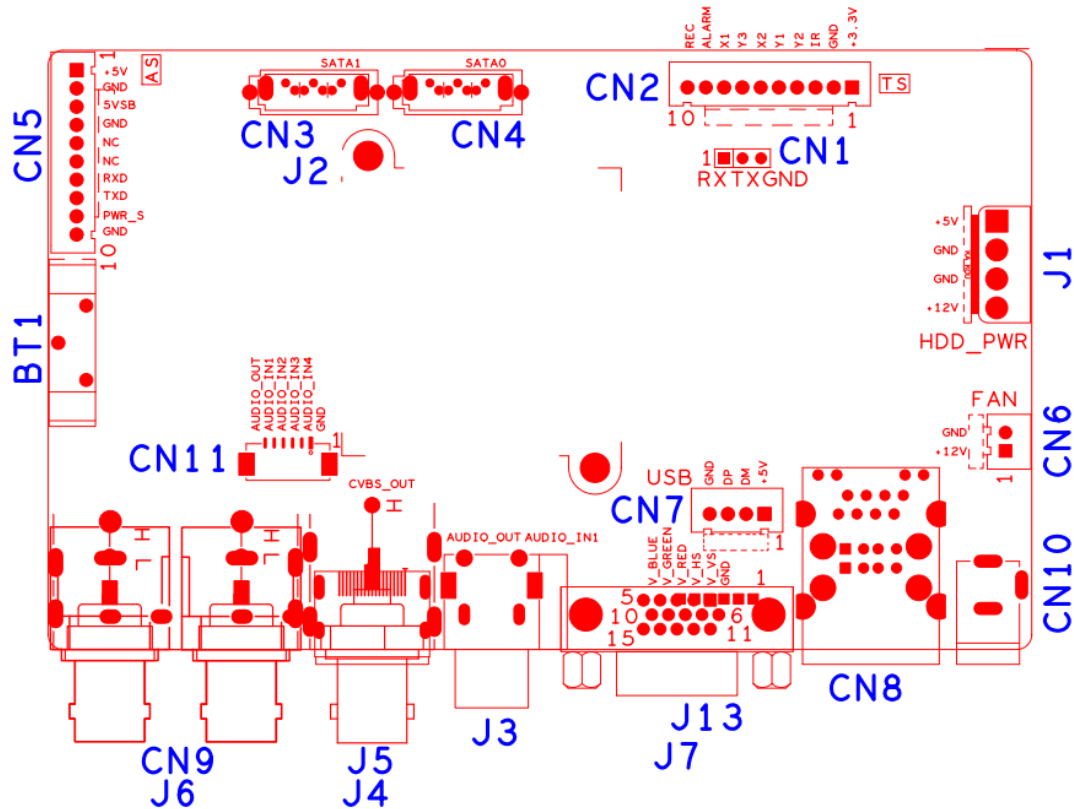 REC
ALARM
X1
Y3
X2
Y1
Y2
IR
GND
+3.3V
CN2
TS
10
1
CN1
1
RXTXGND
CN5
1
AS
+5V
GND
5VSB
GND
NC
NC
RXD
TXD
PWR_S
GND
10
SATA1
SATA0
CN3
CN4
J2
+5V
GND
GND
+12V
J1
HDD_PWR
BT1
AUDIO_OUT
AUDIO_IN1
AUDIO_IN2
AUDIO_IN3
AUDIO_IN4
GND
1
CN11
FAN
GND
+12V
1
CN6
CVBS_OUT
H
USB
CN7
GND
DP
DM
+5V
1
H
L
H
L
AUDIO_OUT AUDIO_IN1
V_BLUE
V_GREEN
V_RED
V_HS
V_VS
GND
5
1
10
6
15
11
CN10
CN8
J3
J13
J7
CN9
J6
J5
J4